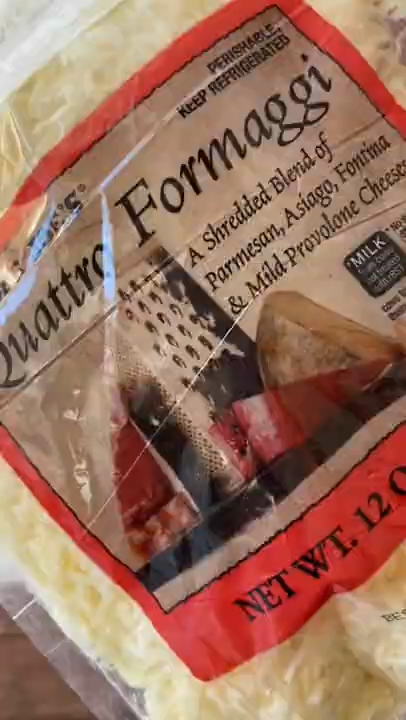 PERISHABLE,
KEEP REFRIGERATED
Quattro Formaggi
A Shredded Blend of
Parmesan, Asiago, Fontina
& Mild Provolone Cheeses
MILK
NET WT. 12 O